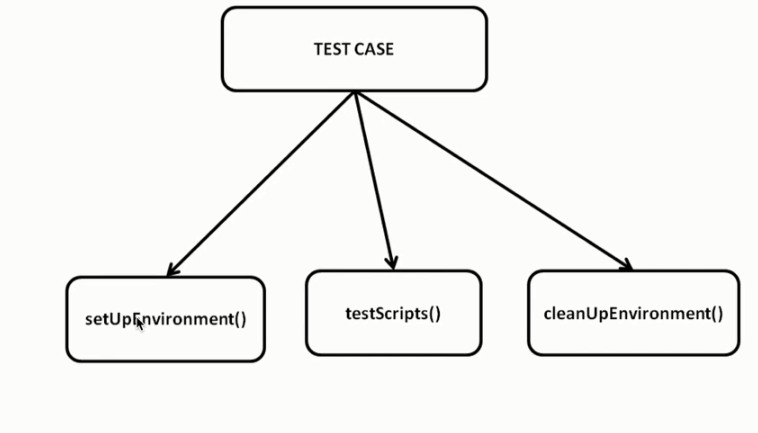 TEST CASE
setUpEnvironment()
testScripts()
cleanUpEnvironment()